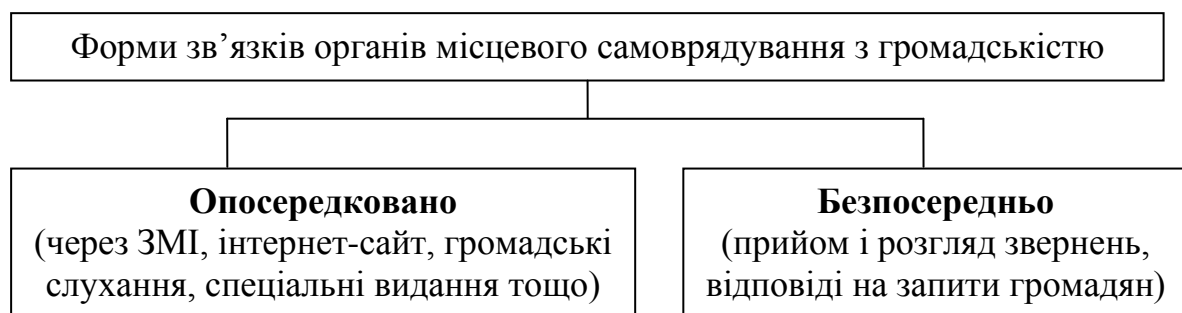 Форми зв’язків органів місцевого самоврядування з громадськістю
Опосередковано
(через ЗМІ, інтернет-сайт, громадські
слухання, спеціальні видання тощо)
Безпосередньо
(прийом і розгляд звернень,
відповіді на запити громадян)